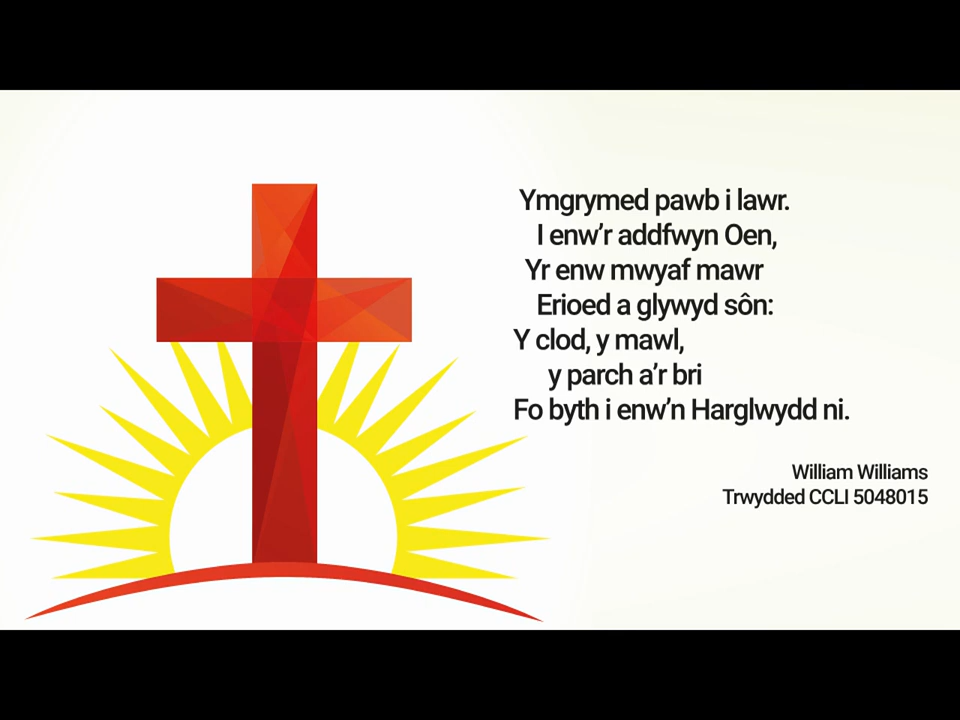 Ymgrymed pawb i lawr.
I enw’r addfwyn Oen,
Yr enw mwyaf mawr
Erioed a glywyd sôn:
Y clod, y mawl,
y parch a’r bri
Fo byth i enw’n Harglwydd ni.
William Williams
Trwydded CCLI 5048015